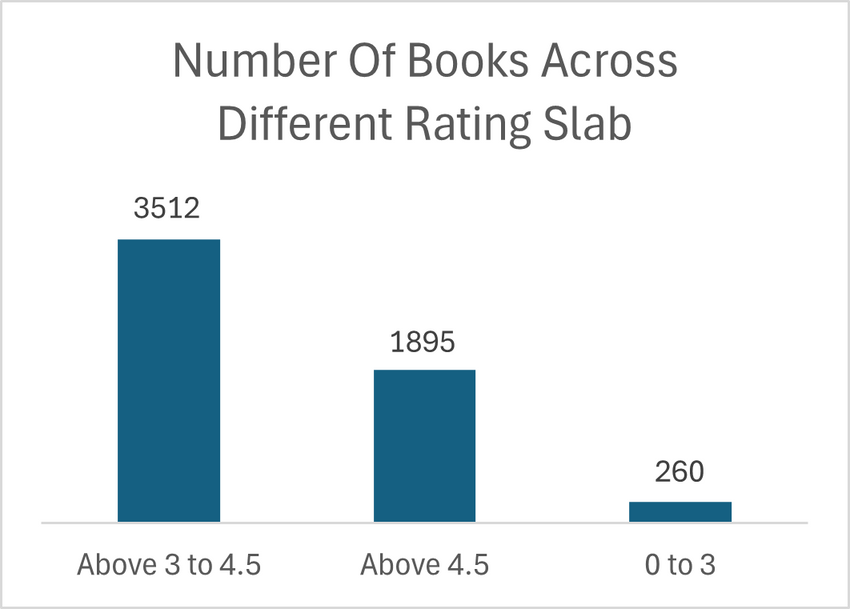 Number Of Books Across
Different Rating Slab
3512
1895
260
Above 3 to 4.5
Above 4.5
0 to 3